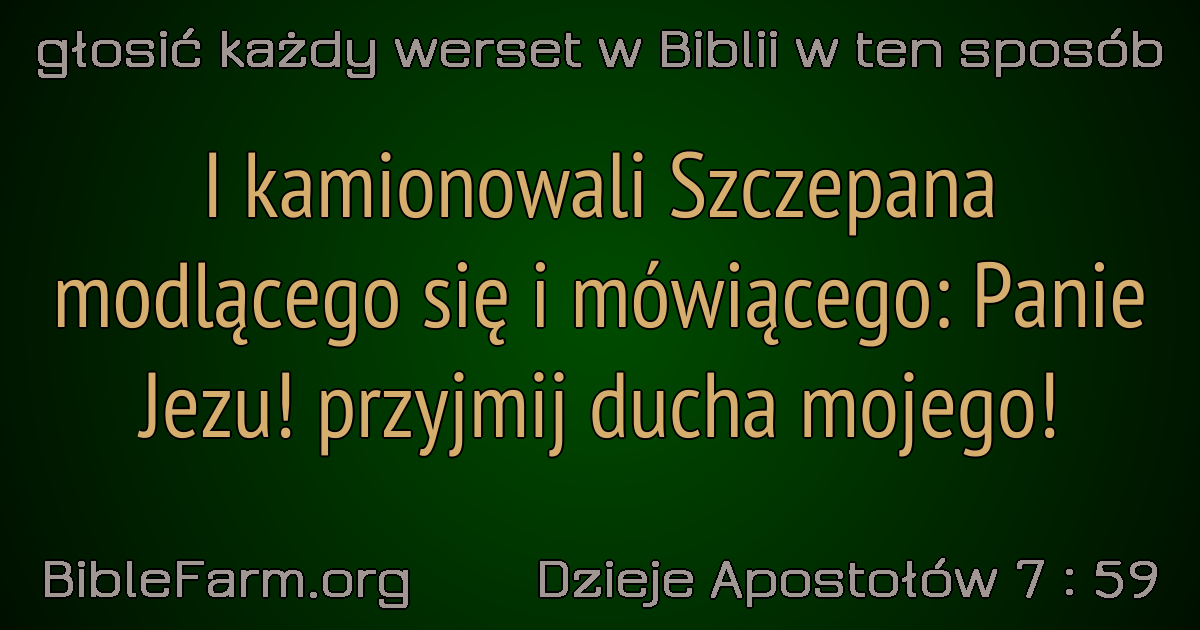 głosić każdy werset w Biblii w ten sposób
I kamionowali Szczepana
modlącego się i mówiącego: Panie
Jezu! przyjmij ducha mojego!
BibleFarm.org
Dzieje Apostołów 7 : 59